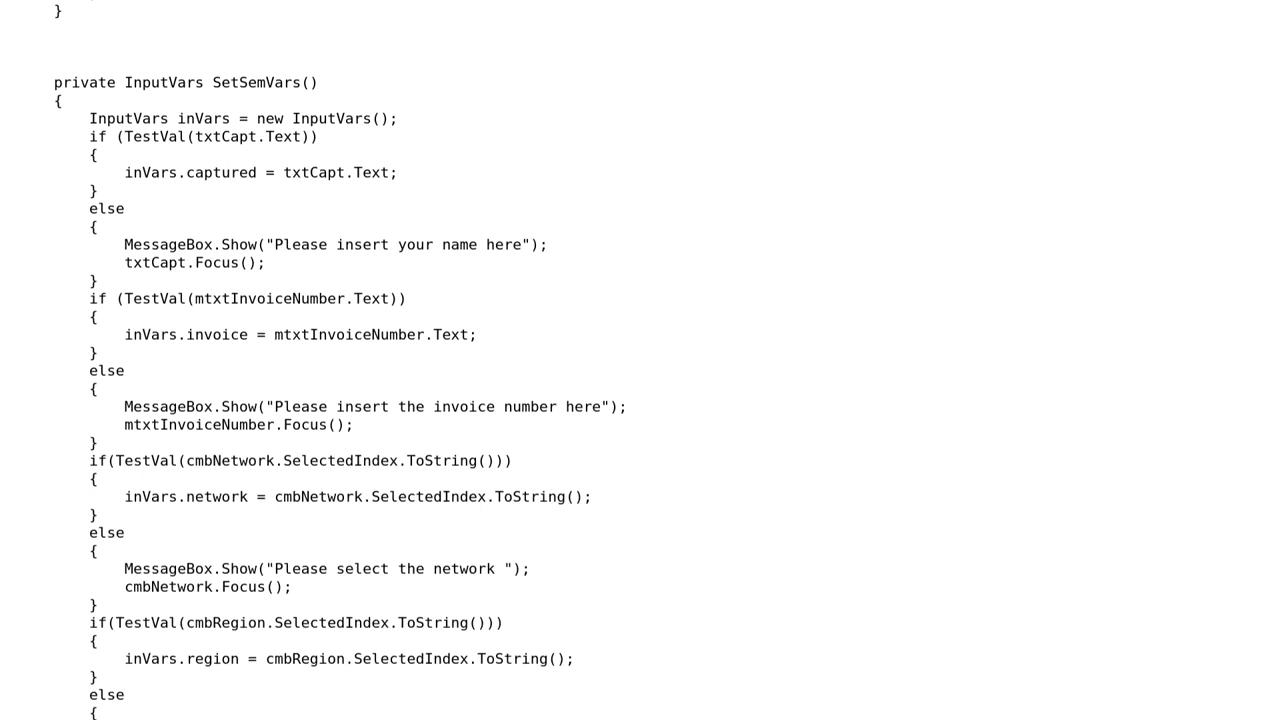 }
private InputVars SetSemVars()
{
InputVars inVars = new InputVars();
if (TestVal(txtCapt.Text))
{
inVars.captured = txtCapt.Text;
}
else
{
MessageBox.Show("Please insert your name here");
txtCapt.Focus();
}
if (TestVal(mtxtInvoiceNumber.Text))
{
inVars.invoice = mtxtInvoiceNumber.Text;
}
else
{
MessageBox.Show("Please insert the invoice number here");
mtxtInvoiceNumber.Focus();
}
if(TestVal(cmbNetwork.SelectedIndex.ToString()))
{
inVars.network = cmbNetwork.SelectedIndex.ToString();
}
else
{
MessageBox.Show("Please select the network ");
cmbNetwork.Focus();
}
if(TestVal(cmbRegion.SelectedIndex.ToString()))
{
inVars.region = cmbRegion.SelectedIndex.ToString();
}
else
{